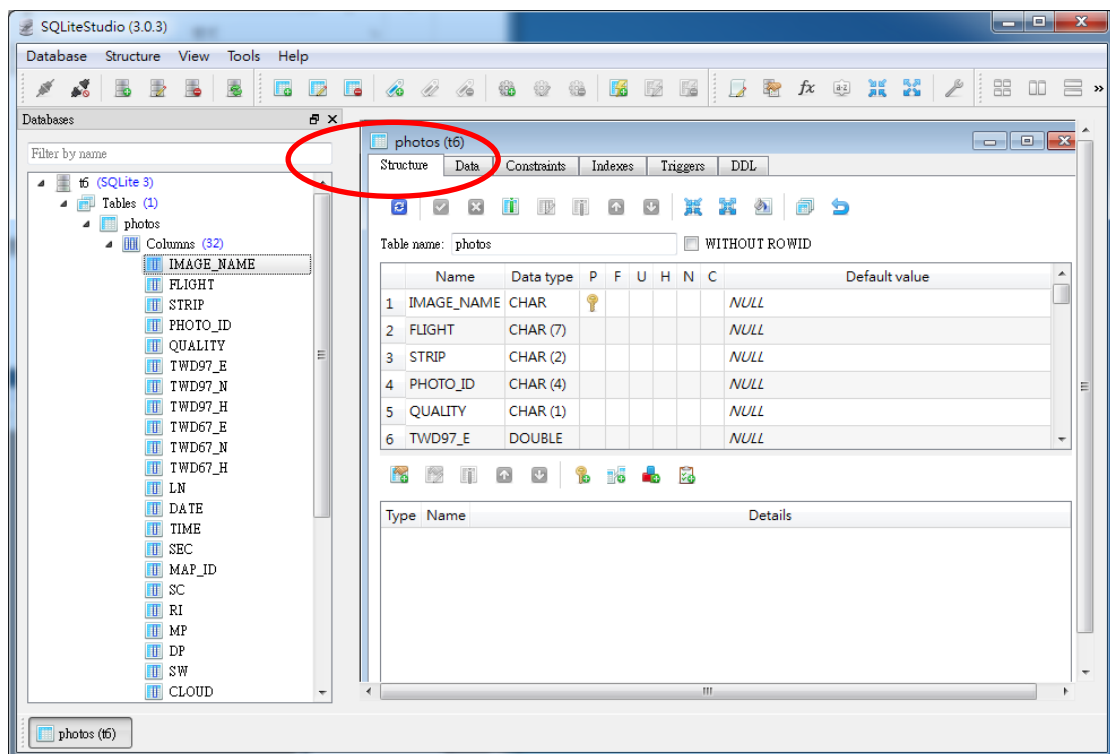 SQLiteStudio (3.0.3)
Database Structure View Tools Help
fx
Databases
Filter by name
t6 (SQLite 3)
Tables (1)
photos
Columns (32)
IMAGE_NAME
FLIGHT
STRIP
PHOTO_ID
QUALITY
TWD97_E
TWD97_N
TWD97_H
TWD67_E
TWD67_N
TWD67_H
LN
DATE
TIME
SEC
MAP_ID
SC
RI
MP
DP
SW
CLOUD
photos (t6)
Structure Data Constraints Indexes Triggers DDL
Table name: photos WITHOUT ROWID
Name Data type P F U H N C Default value
1 IMAGE_NAME CHAR NULL
2 FLIGHT CHAR (7) NULL
3 STRIP CHAR (2) NULL
4 PHOTO_ID CHAR (4) NULL
5 QUALITY CHAR (1) NULL
6 TWD97_E DOUBLE NULL
Type Name Details
photos (t6)